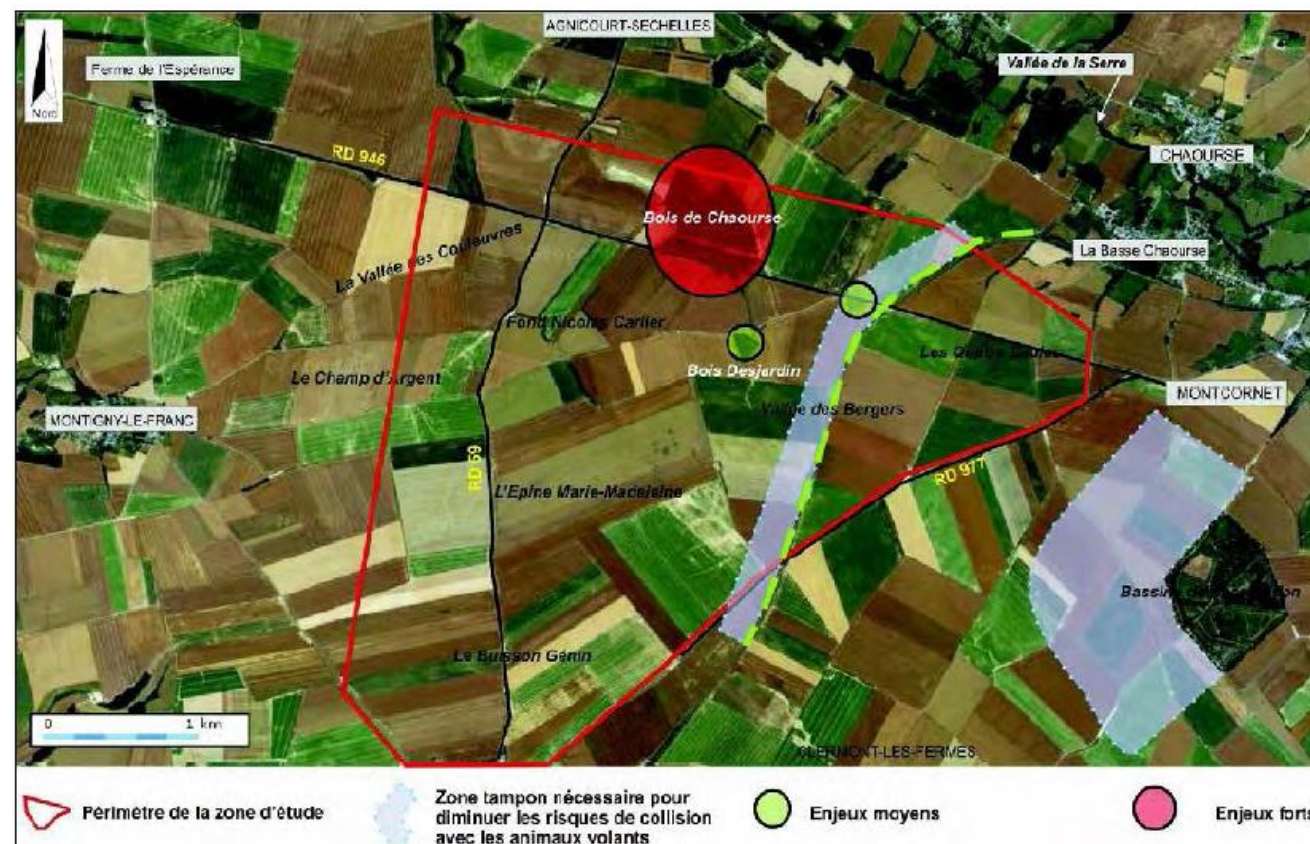 AGNICOURT-SECHELLES
Nord
Ferme de l'Espérance
Vallée de la Serre
CHAOURSE
RD 946
Bois de Chaourse
La Vallée des Couleuvres
La Basse Chaourse
Fond Nicolas Carlier
Bois Desjardin
Les Quatre
Le Champ d'Argent
MONTIGNY-LE-FRANC
Vallée des Bergers
MONTCORNET
RD 59
L'Epine Marie-Madeleine
RD 977
Le Buisson Génin
CLERMONT-LES-FERMES
0 1 km
Périmètre de la zone d'étude
Zone tampon nécessaire pour
diminuer les risques de collision
avec les animaux volants
Enjeux moyens
Enjeux forts